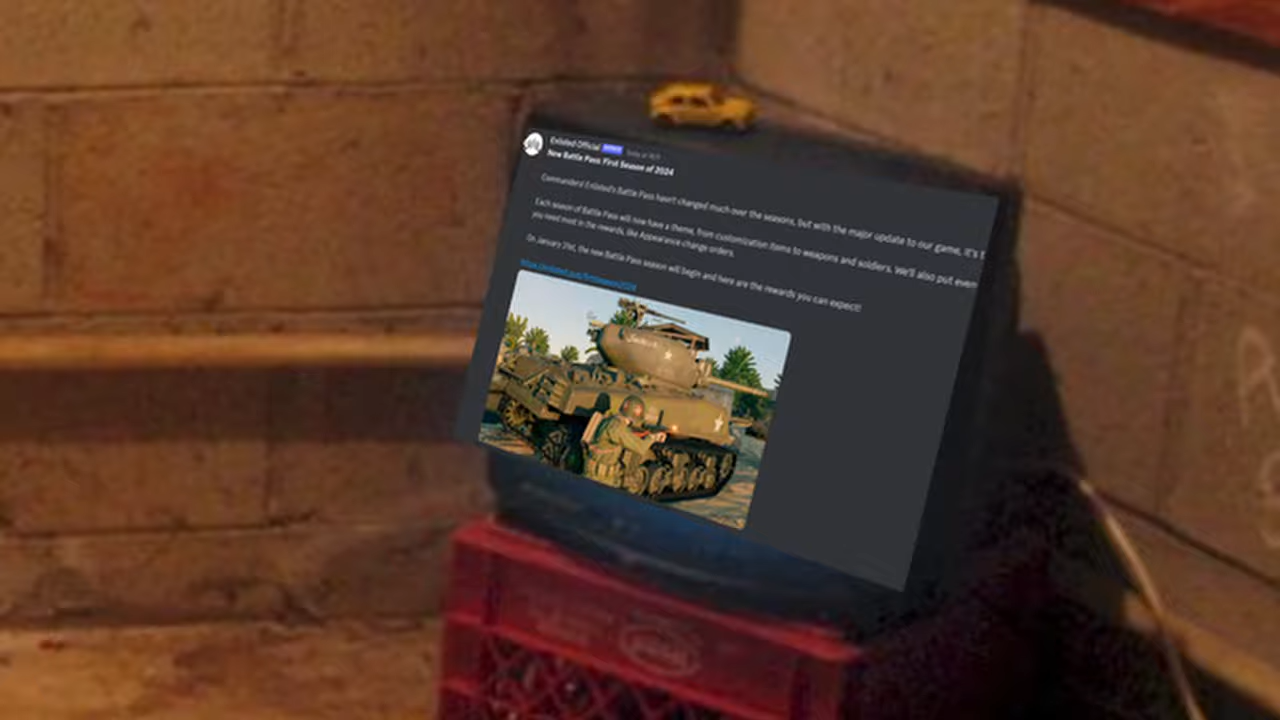 Enlisted Official
New Battle Pass: First Season of 2024
Commanders! Enlisted's Battle Pass hasn't changed much over the seasons, but with the major update to our game, it's t
Each season of Battle Pass will now have a theme, from customization items to weapons and soldiers. We'll also put even
you need most in the rewards, like Appearance change orders.
On January 31st, the new Battle Pass season will begin and here are the rewards you can expect!